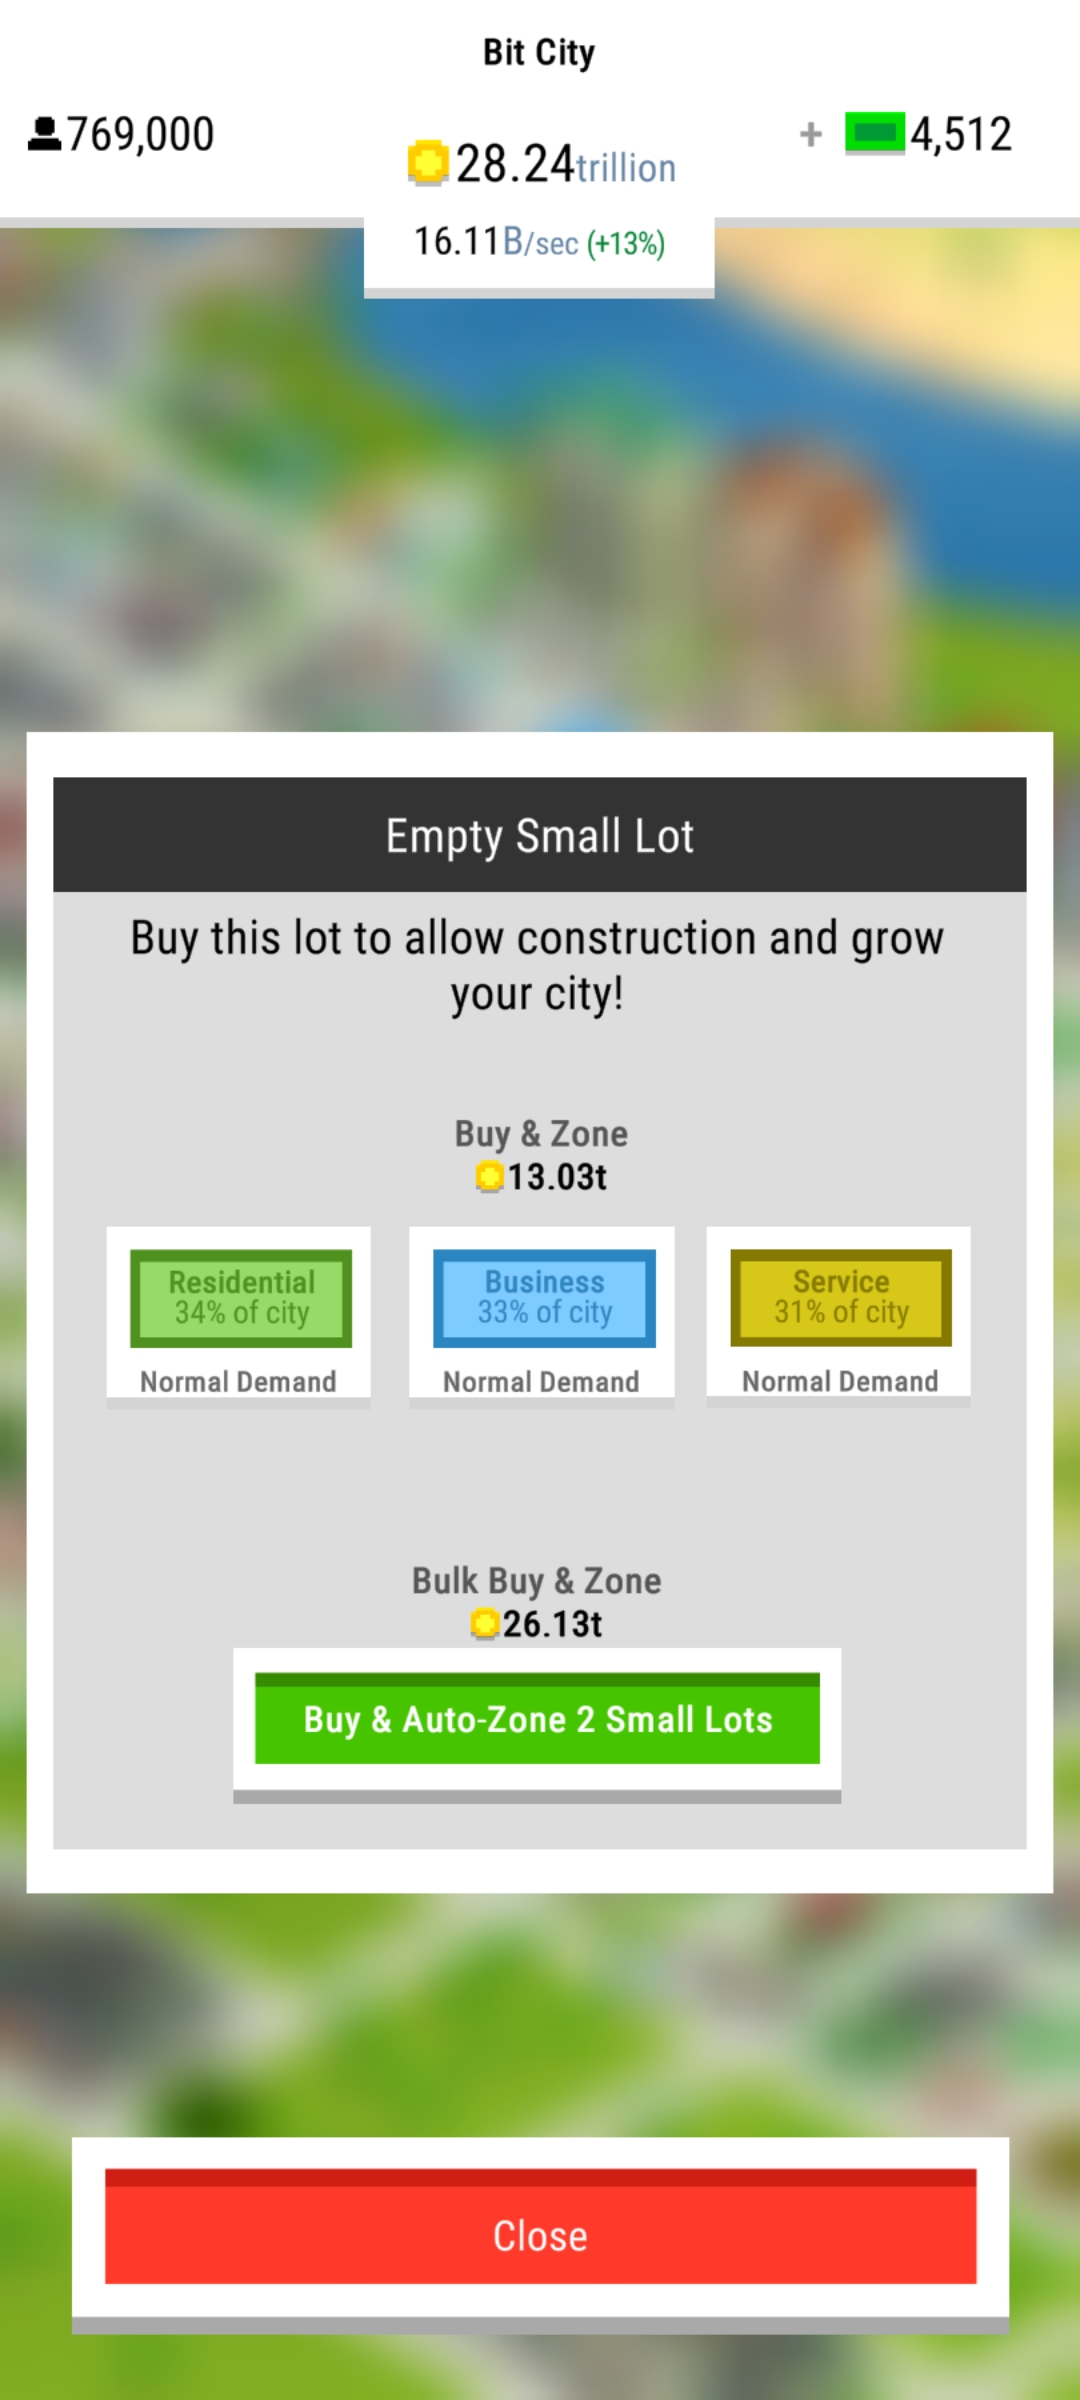 Bit City
769,000
28.24trillion
+ 4,512
16.11B/sec (+13%)
Empty Small Lot
Buy this lot to allow construction and grow
your city!
Buy & Zone
13.03t
Residential
34% of city
Normal Demand
Business
33% of city
Normal Demand
Service
31% of city
Normal Demand
Bulk Buy & Zone
26.13t
Buy & Auto-Zone 2 Small Lots
Close